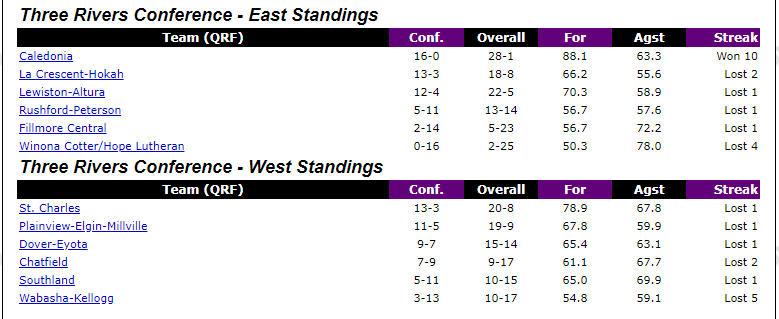 Three Rivers Conference - East Standings
Team (QRF) Conf. Overall For Agst Streak
Caledonia 16-0 28-1 88.1 63.3 Won 10
La Crescent-Hokah 13-3 18-8 66.2 55.6 Lost 2
Lewiston-Altura 12-4 22-5 70.3 58.9 Lost 1
Rushford-Peterson 5-11 13-14 56.7 57.6 Lost 1
Fillmore Central 2-14 5-23 56.7 72.2 Lost 1
Winona Cotter/Hope Lutheran 0-16 2-25 50.3 78.0 Lost 4
Three Rivers Conference - West Standings
Team (QRF) Conf. Overall For Agst Streak
St. Charles 13-3 20-8 78.9 67.8 Lost 1
Plainview-Elgin-Millville 11-5 19-9 67.8 59.9 Lost 1
Dover-Eyota 9-7 15-14 65.4 63.1 Lost 1
Chatfield 7-9 9-17 61.1 67.7 Lost 2
Southland 5-11 10-15 65.0 69.9 Lost 1
Wabasha-Kellogg 3-13 10-17 54.8 59.1 Lost 5